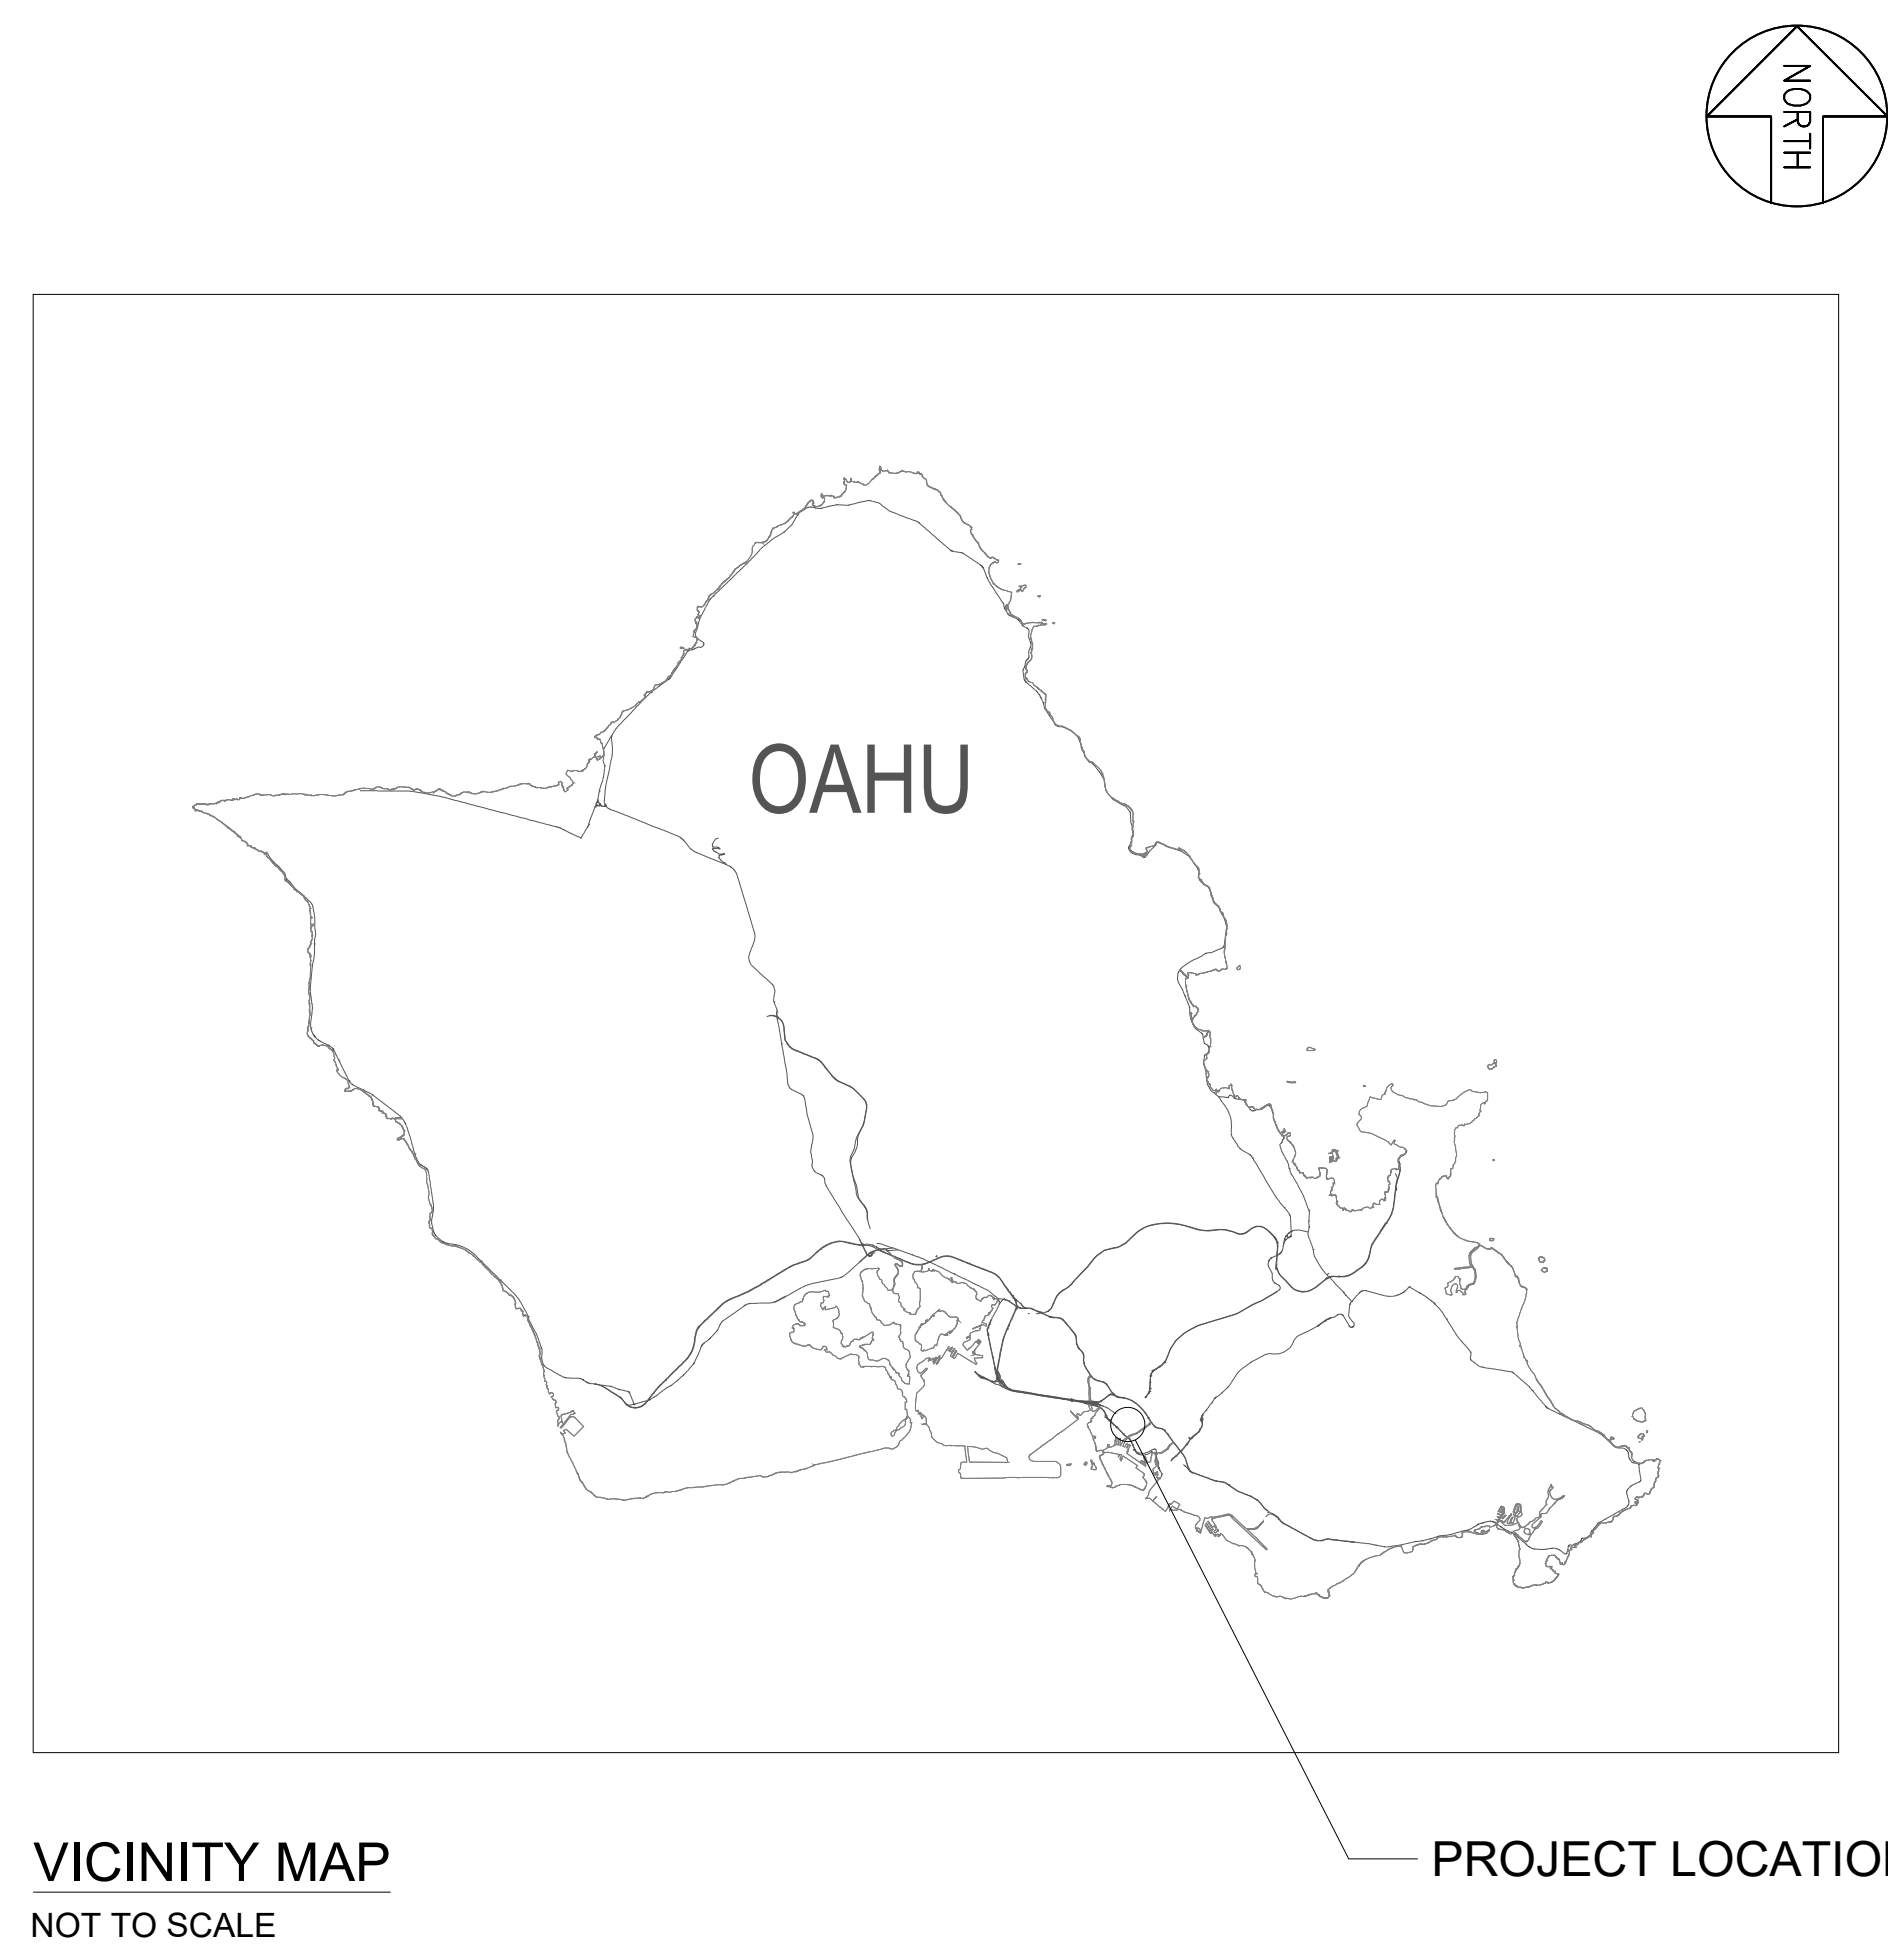 NORTH
OAHU
VICINITY MAP
NOT TO SCALE
PROJECT LOCATIO